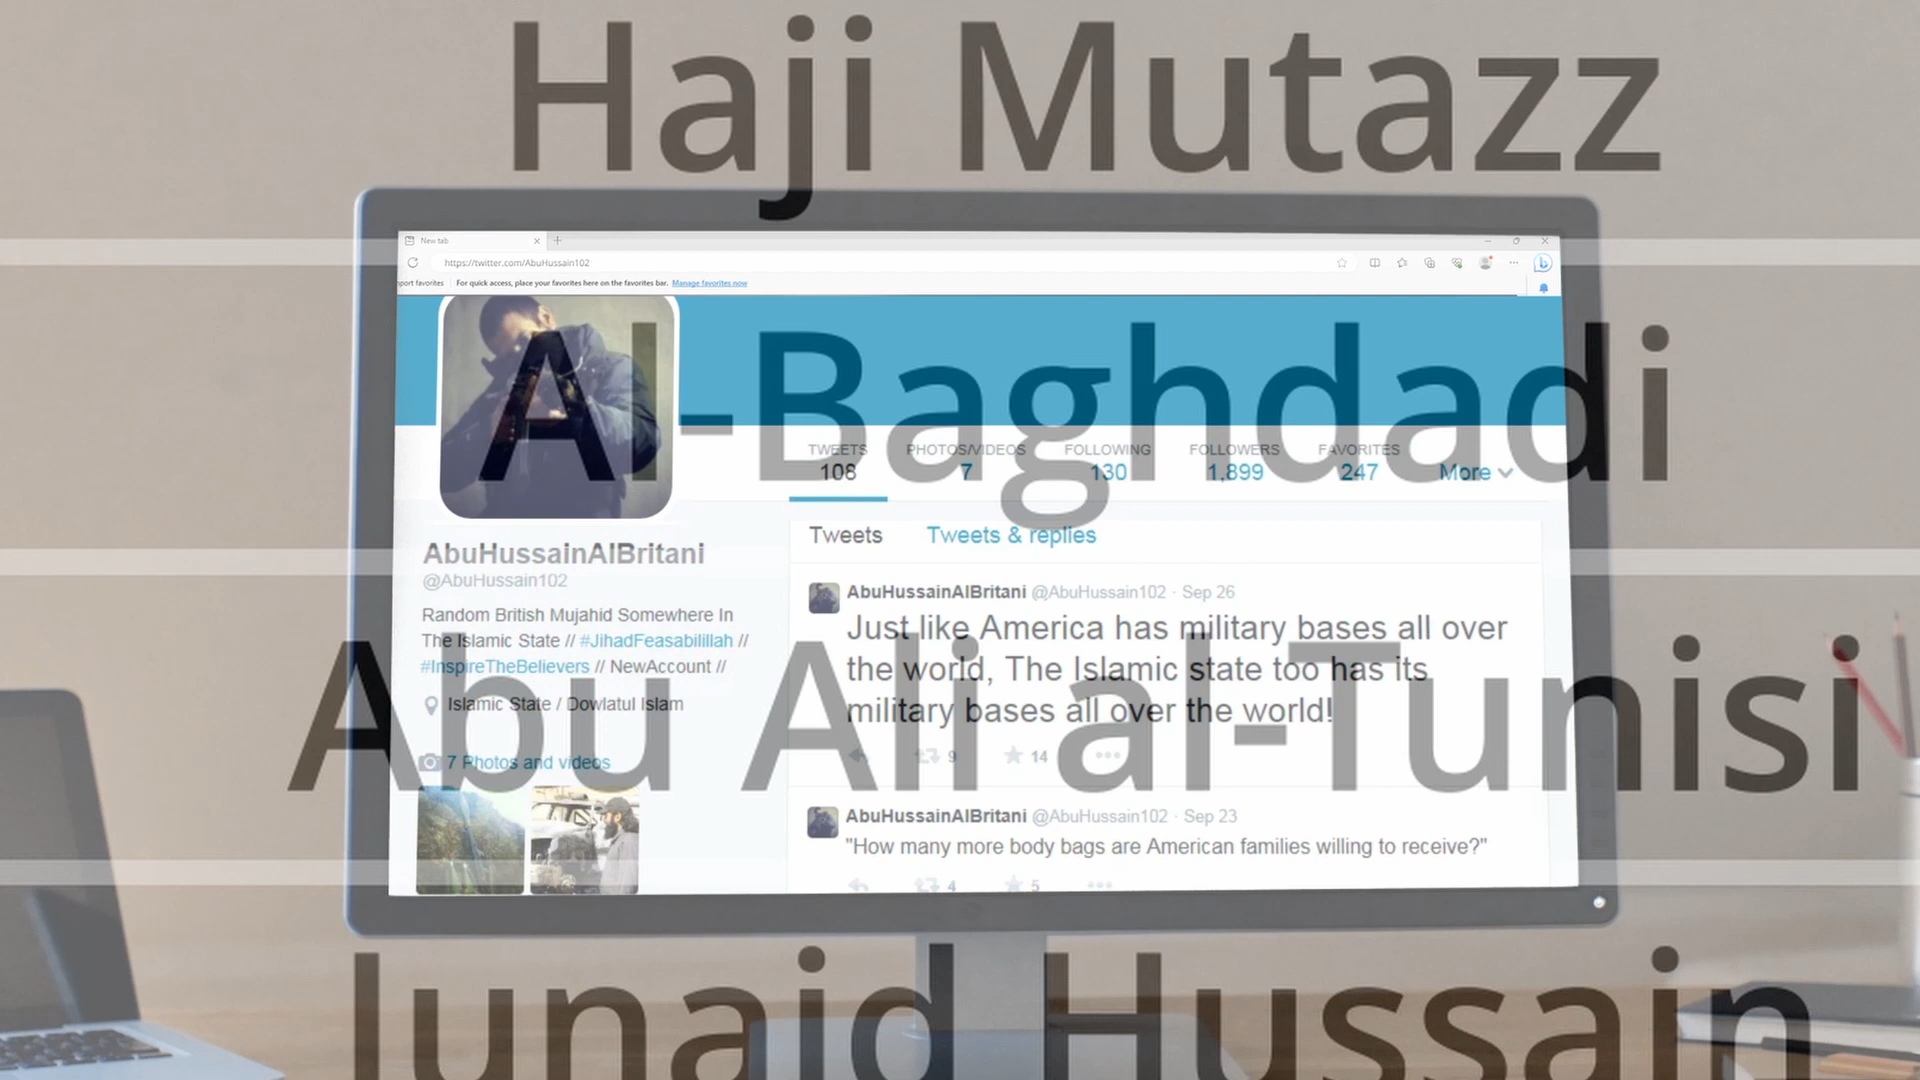 Haji Mutazz
New tab
https://twitter.com/AbuHussain102
port favorites For quick access, place your favorites here on the favorites bar. Manage favorites now
Al-Baghdadi
TWEETS PHOTOS/VIDEOS FOLLOWING FOLLOWERS FAVORITES
108 7 130 1,899 247 More
Tweets Tweets & replies
AbuHussainAlBritani
@AbuHussain102
Random British Mujahid Somewhere In
The Islamic State // #JihadFeasabilillah //
#InspireTheBelievers // NewAccount //
Islamic State / Dowlatul Islam
7 Photos and videos
AbuHussainAlBritani @AbuHussain102 · Sep 26
Just like America has military bases all over
the world, The Islamic state too has its
military bases all over the world!
9 14
Abu Ali al-Tunisi
AbuHussainAlBritani @AbuHussain102 · Sep 23
"How many more body bags are American families willing to receive?"
4 5
Junaid Hussain